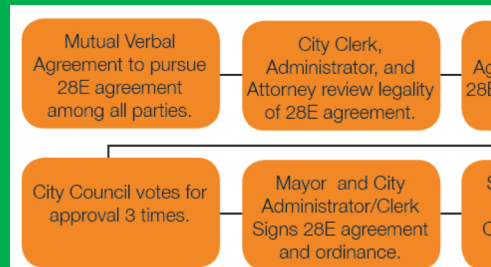 Mutual Verbal
Agreement to pursue
28E agreement
among all parties.
City Clerk,
Administrator, and
Attorney review legality
of 28E agreement.
City Council votes for
approval 3 times.
Mayor and City
Administrator/Clerk
Signs 28E agreement
and ordinance.